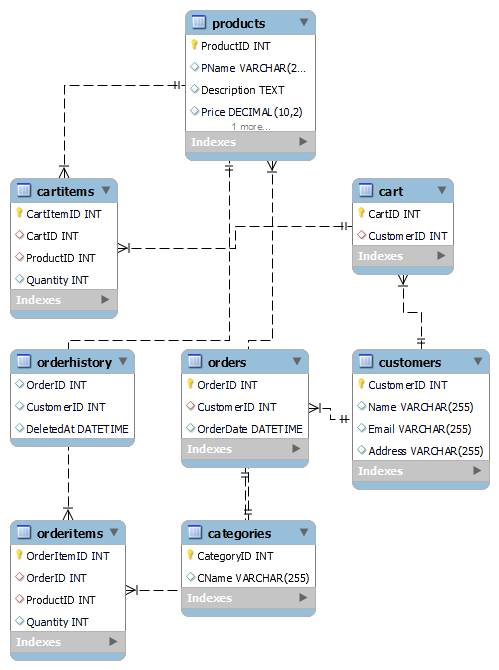 products
ProductID INT
PName VARCHAR(2...
Description TEXT
Price DECIMAL(10,2)
1 more...
Indexes
cartitems
CartItemID INT
CartID INT
ProductID INT
Quantity INT
Indexes
cart
CartID INT
CustomerID INT
Indexes
orderhistory
OrderID INT
CustomerID INT
DeletedAt DATETIME
orders
OrderID INT
CustomerID INT
OrderDate DATETIME
Indexes
customers
CustomerID INT
Name VARCHAR(255)
Email VARCHAR(255)
Address VARCHAR(255)
Indexes
orderitems
OrderItemID INT
OrderID INT
ProductID INT
Quantity INT
Indexes
categories
CategoryID INT
CName VARCHAR(255)
Indexes